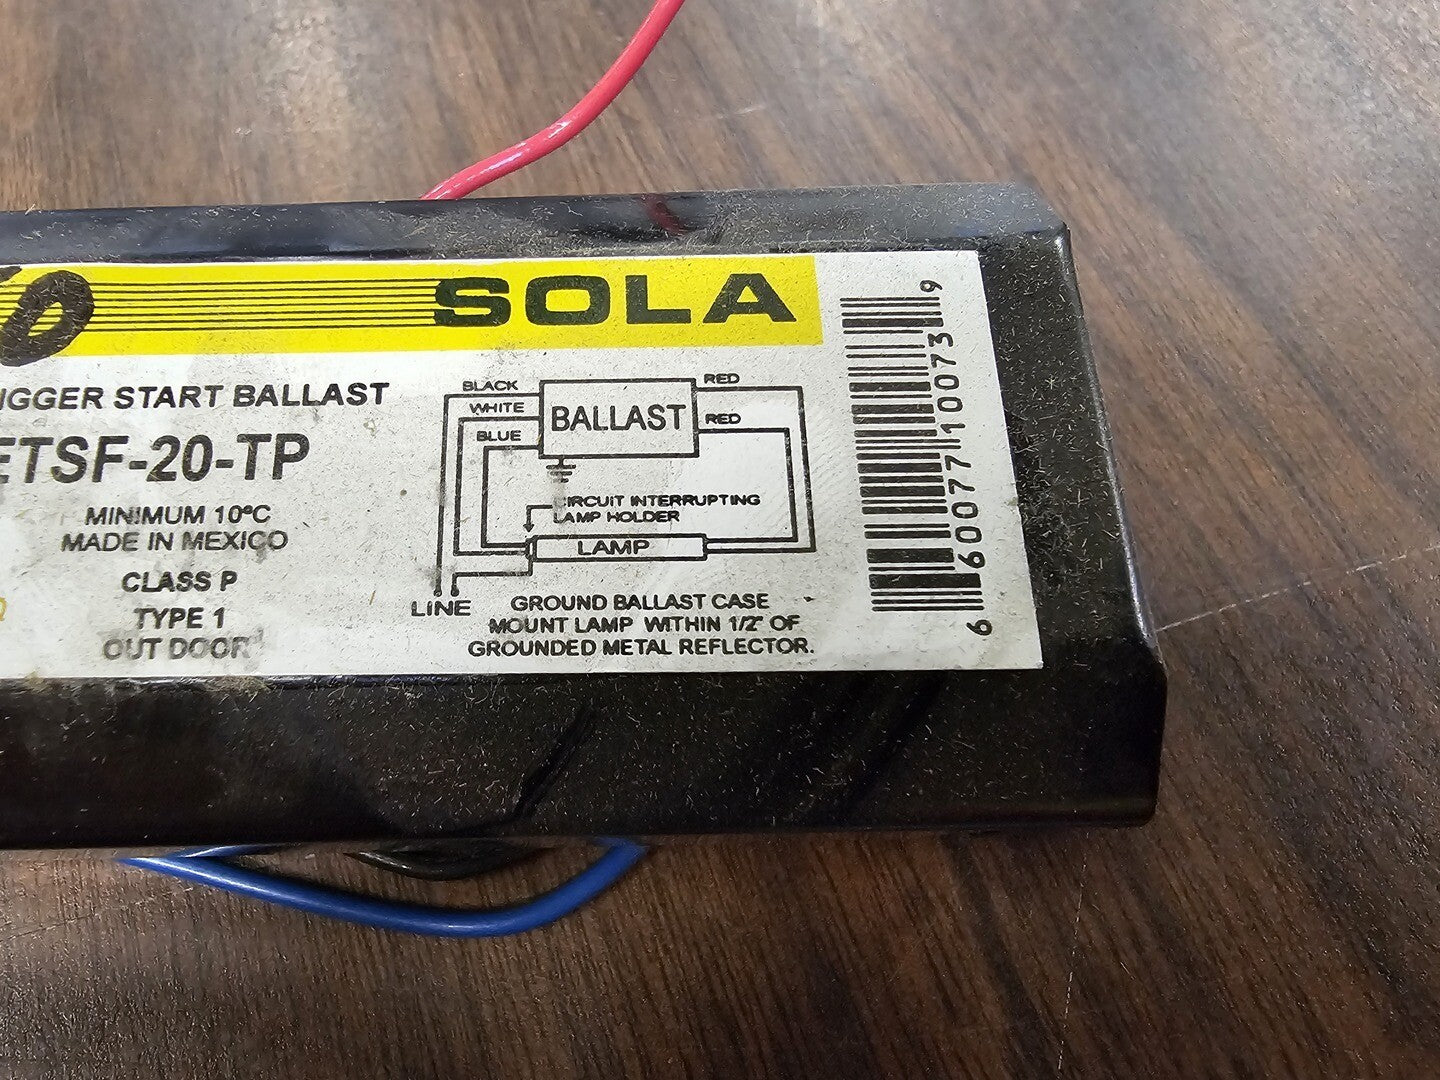 SOLA
IGGER START BALLAST
ETSF-20-TP
MINIMUM 10ºC
MADE IN MEXICO
CLASS P
TYPE 1
OUT DOOR
BLACK
WHITE
BLUE
BALLAST
RED
RED
CIRCUIT INTERRUPTING
LAMP HOLDER
LAMP
LINE
GROUND BALLAST CASE
MOUNT LAMP WITHIN 1/2" OF
GROUNDED METAL REFLECTOR.
6 60077 10073 9